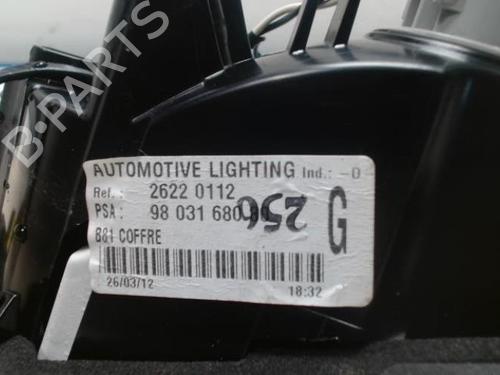 B-PARTS
AUTOMOTIVE LIGHTING Ind.: -0
Ref.: 2622 0112
PSA: 98 031 680
256
G
B81 COFFRE
26/03/12 18:32